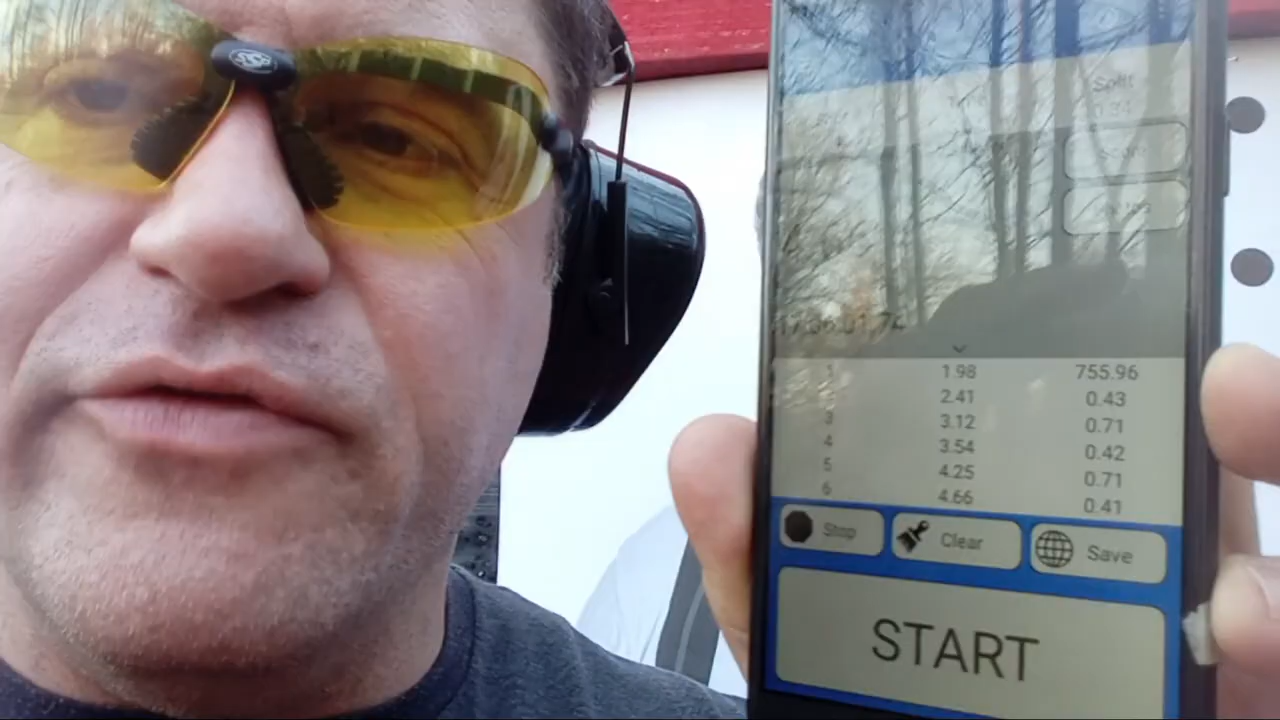 Split
1 1.98 755.96
2.41 0.43
3 3.12 0.71
4 3.54 0.42
5 4.25 0.71
6 4.66 0.41
Stop Clear Save
START